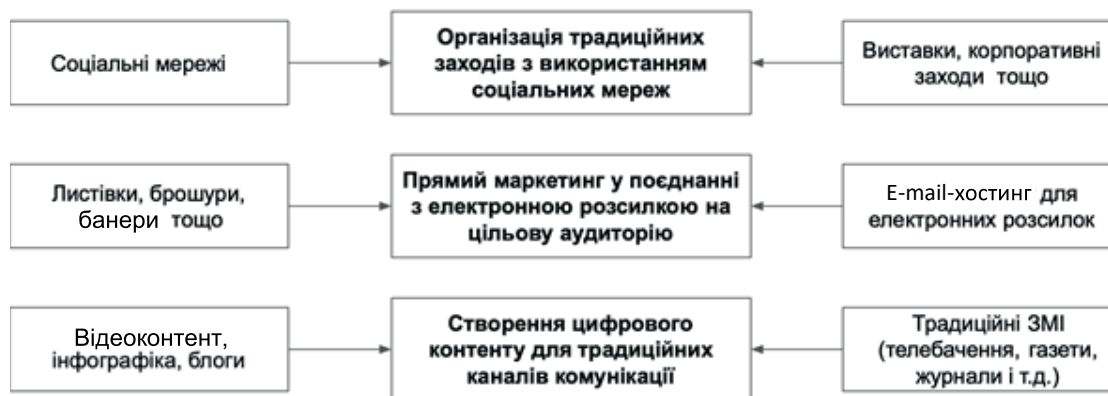 Соціальні мережі
Організація традиційних
заходів з використанням
соціальних мереж
Виставки, корпоративні
заходи тощо
Листівки, брошури,
банери тощо
Прямий маркетинг у поєднанні
з електронною розсилкою на
цільову аудиторію
E-mail-хостинг для
електронних розсилок
Відеоконтент,
інфографіка, блоги
Створення цифрового
контенту для традиційних
каналів комунікації
Традиційні ЗМІ
(телебачення, газети,
журнали і т.д.)